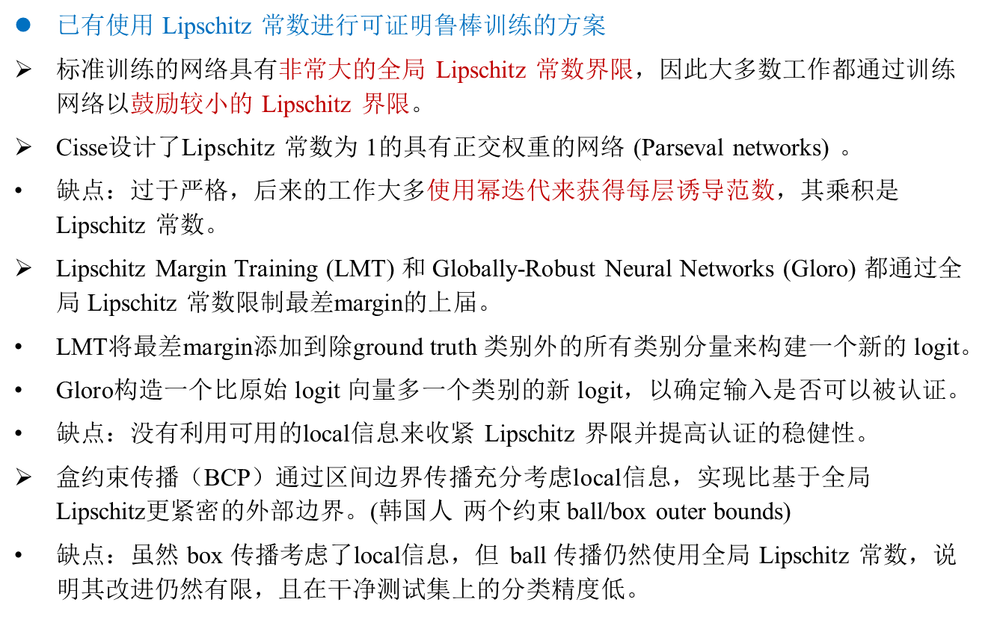 ● 已有使用 Lipschitz 常数进行可证明鲁棒训练的方案
➢ 标准训练的网络具有非常大的全局 Lipschitz 常数界限，因此大多数工作都通过训练
网络以鼓励较小的 Lipschitz 界限。
➢ Cisse设计了Lipschitz 常数为 1的具有正交权重的网络 (Parseval networks) 。
• 缺点：过于严格，后来的工作大多使用幂迭代来获得每层诱导范数，其乘积是
Lipschitz 常数。
➢ Lipschitz Margin Training (LMT) 和 Globally-Robust Neural Networks (Gloro) 都通过全
局 Lipschitz 常数限制最差margin的上届。
• LMT将最差margin添加到除ground truth 类别外的所有类别分量来构建一个新的 logit。
• Gloro构造一个比原始 logit 向量多一个类别的新 logit，以确定输入是否可以被认证。
• 缺点：没有利用可用的local信息来收紧 Lipschitz 界限并提高认证的稳健性。
➢ 盒约束传播（BCP）通过区间边界传播充分考虑local信息，实现比基于全局
Lipschitz更紧密的外部边界。(韩国人 两个约束 ball/box outer bounds)
• 缺点：虽然 box 传播考虑了local信息，但 ball 传播仍然使用全局 Lipschitz 常数，说
明其改进仍然有限，且在干净测试集上的分类精度低。